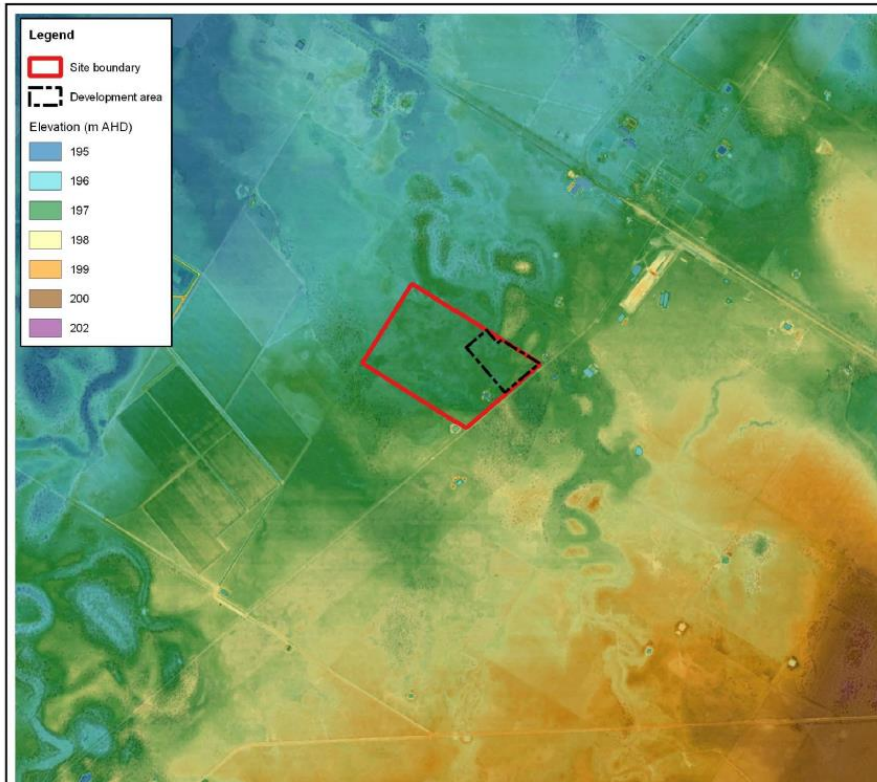 Legend
Site boundary
Development area
Elevation (m AHD)
195
196
197
198
199
200
202